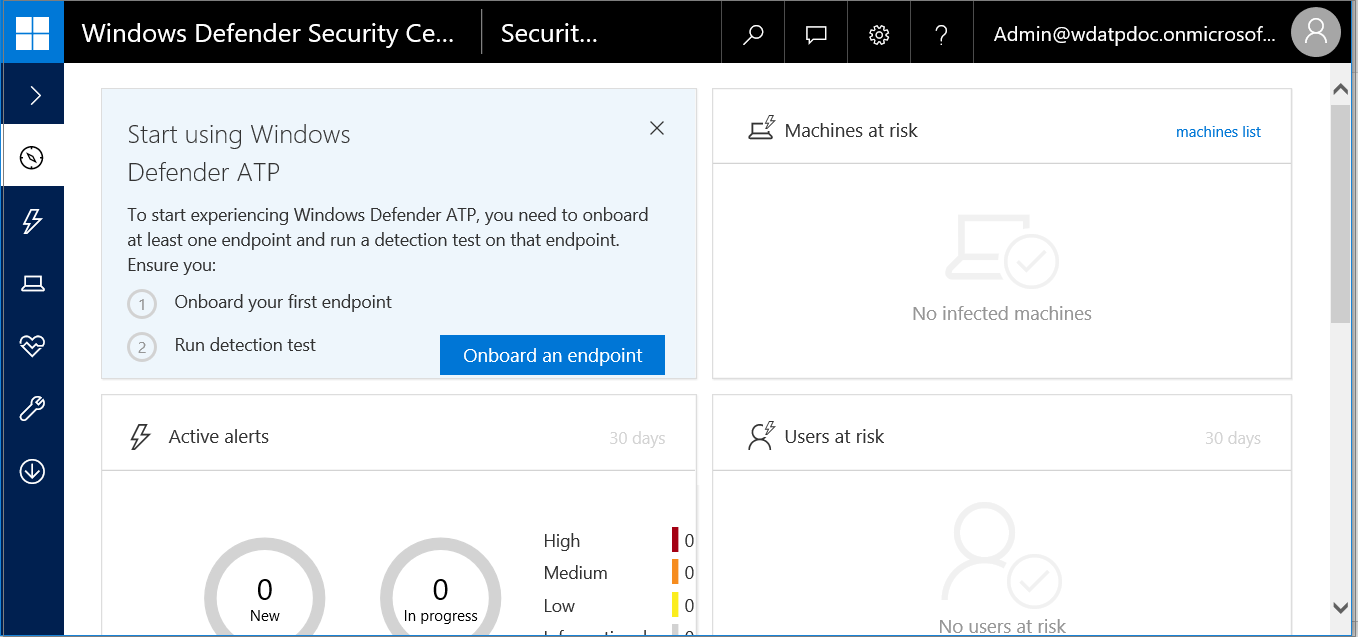 Windows Defender Security Ce...
Securit...
?
Admin@wdatpdoc.onmicrosof...
Start using Windows
Defender ATP
To start experiencing Windows Defender ATP, you need to onboard
at least one endpoint and run a detection test on that endpoint.
Ensure you:
1 Onboard your first endpoint
2 Run detection test
Onboard an endpoint
Machines at risk
machines list
No infected machines
Active alerts
30 days
0
New
0
In progress
High 0
Medium 0
Low 0
Users at risk
30 days
No users at risk